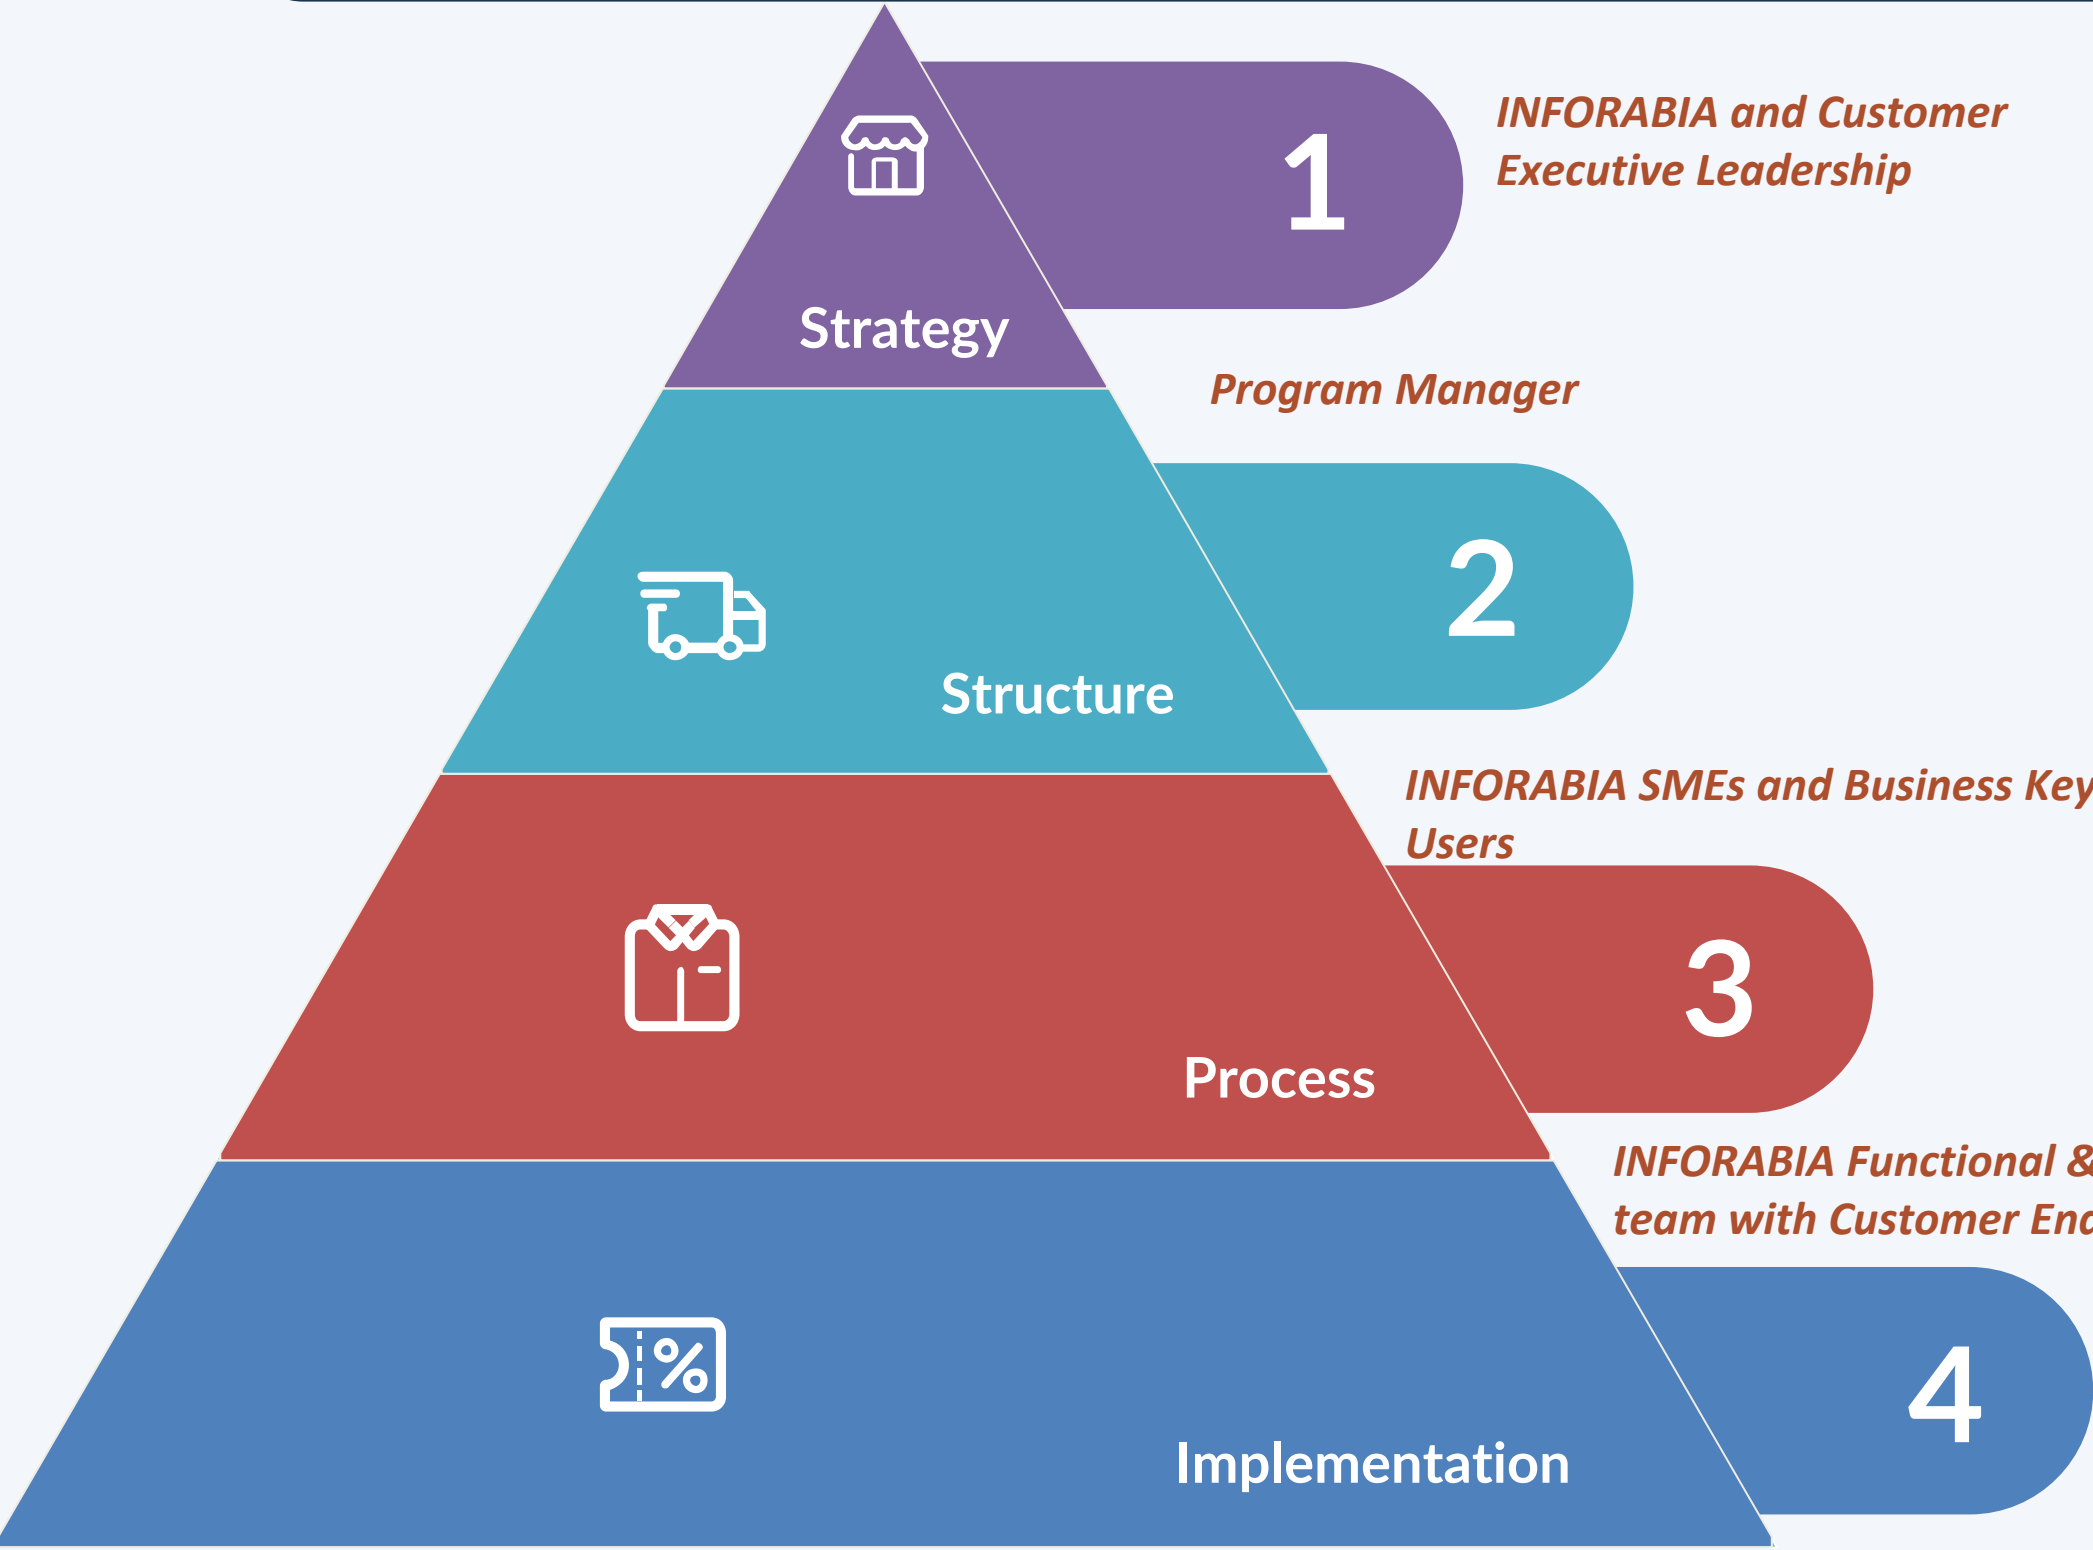 INFORABIA and Customer
Executive Leadership
1
Strategy
Program Manager
2
Structure
INFORABIA SMEs and Business Key
Users
3
Process
INFORABIA Functional &
team with Customer
4
Implementation
%